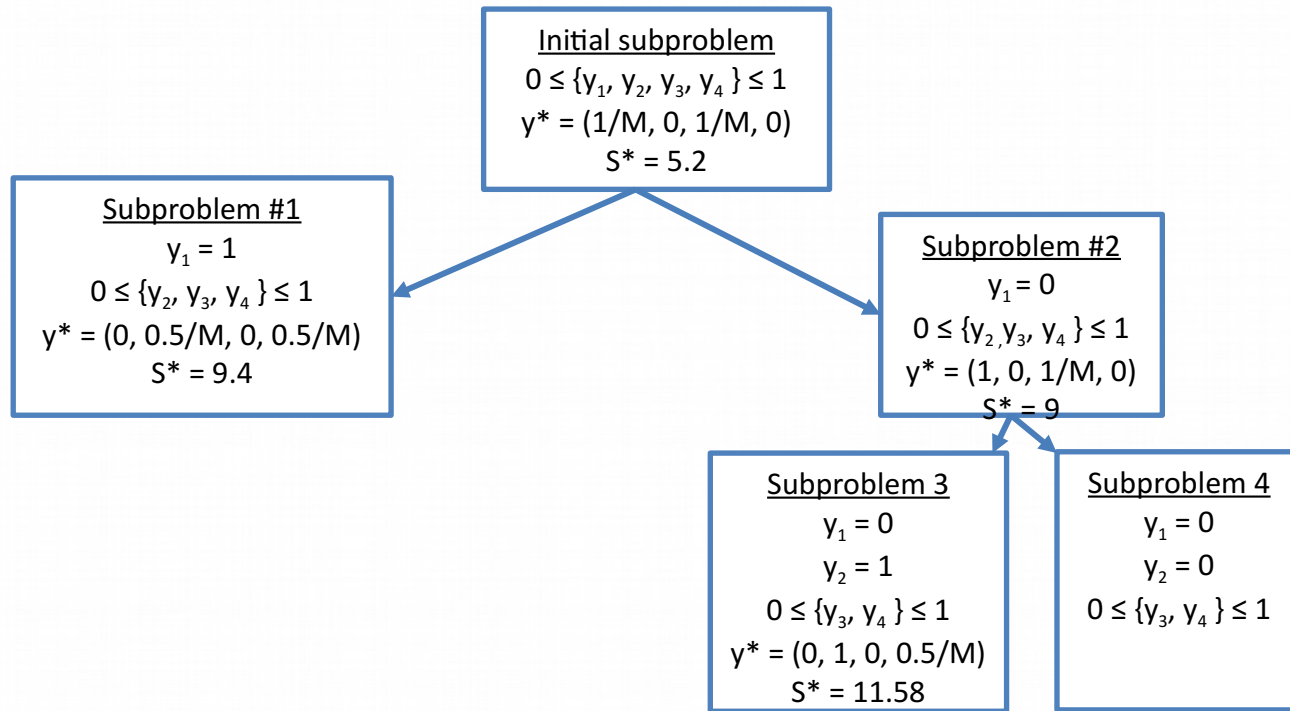 Initial subproblem
0 ≤ {y₁, y₂, y₃, y₄ } ≤ 1
y* = (1/M, 0, 1/M, 0)
S* = 5.2
Subproblem #1
y₁ = 1
0 ≤ {y₂, y₃, y₄ } ≤ 1
y* = (0, 0.5/M, 0, 0.5/M)
S* = 9.4
Subproblem #2
y₁ = 0
0 ≤ {y₂ ,y₃, y₄ } ≤ 1
y* = (1, 0, 1/M, 0)
S* = 9
Subproblem 3
y₁ = 0
y₂ = 1
0 ≤ {y₃, y₄ } ≤ 1
y* = (0, 1, 0, 0.5/M)
S* = 11.58
Subproblem 4
y₁ = 0
y₂ = 0
0 ≤ {y₃, y₄ } ≤ 1